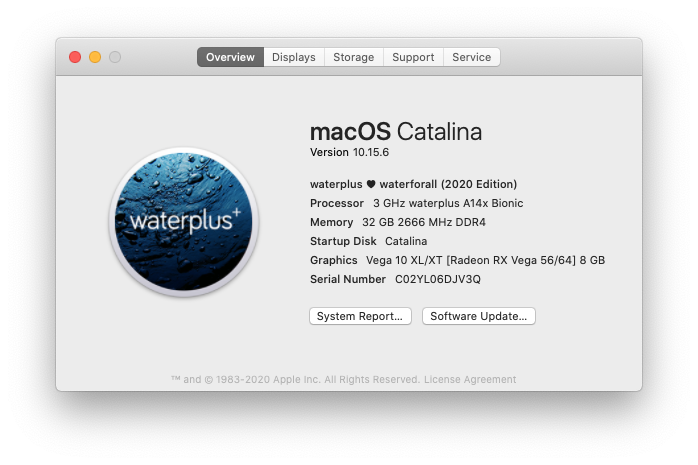 Overview Displays Storage Support Service
macOS Catalina
Version 10.15.6
waterplus+
waterplus ♥ waterforall (2020 Edition)
Processor 3 GHz waterplus A14x Bionic
Memory 32 GB 2666 MHz DDR4
Startup Disk Catalina
Graphics Vega 10 XL/XT [Radeon RX Vega 56/64] 8 GB
Serial Number C02YL06DJV3Q
System Report... Software Update...
™ and © 1983-2020 Apple Inc. All Rights Reserved. License Agreement